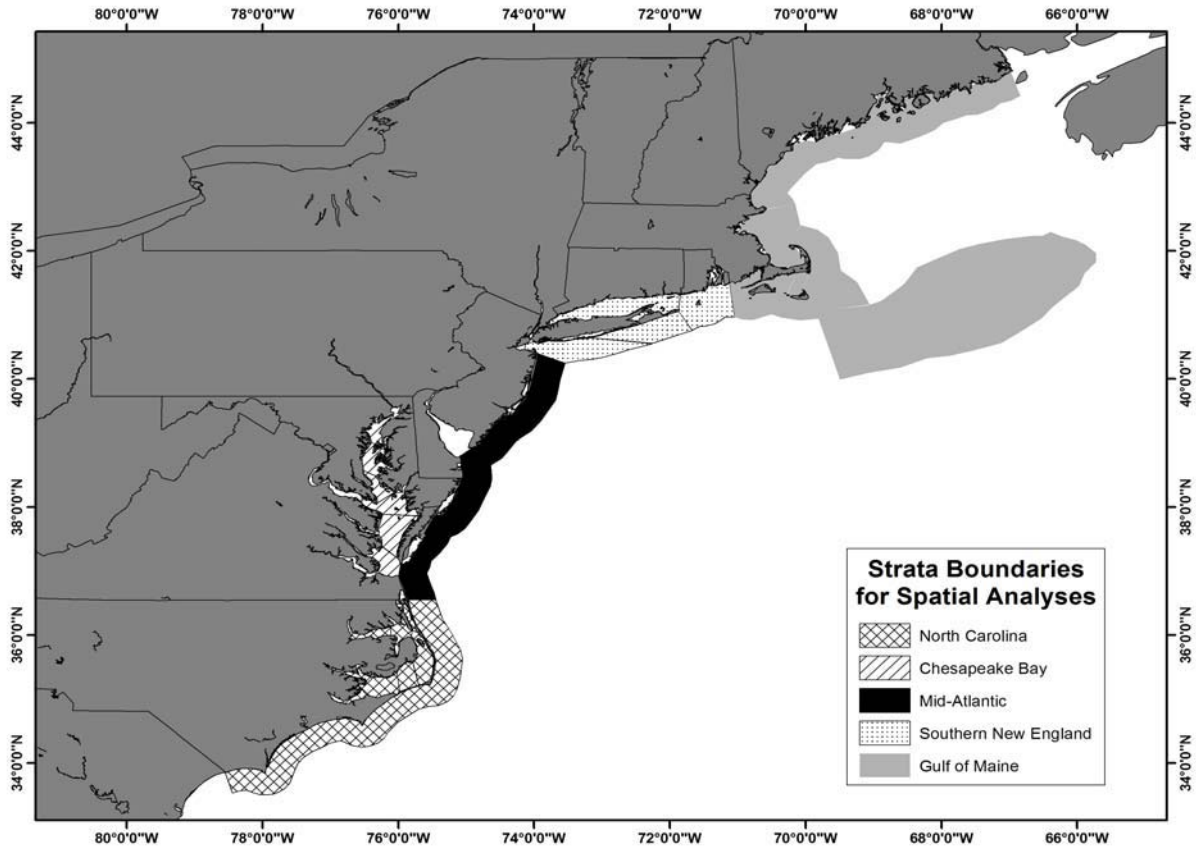 80°0'0"W 78°0'0"W 76°0'0"W 74°0'0"W 72°0'0"W 70°0'0"W 68°0'0"W 66°0'0"W
44°0'0"N 44°0'0"N
42°0'0"N 42°0'0"N
40°0'0"N 40°0'0"N
38°0'0"N 38°0'0"N
36°0'0"N 36°0'0"N
34°0'0"N 34°0'0"N
Strata Boundaries
for Spatial Analyses
North Carolina
Chesapeake Bay
Mid-Atlantic
Southern New England
Gulf of Maine
80°0'0"W 78°0'0"W 76°0'0"W 74°0'0"W 72°0'0"W 70°0'0"W 68°0'0"W 66°0'0"W